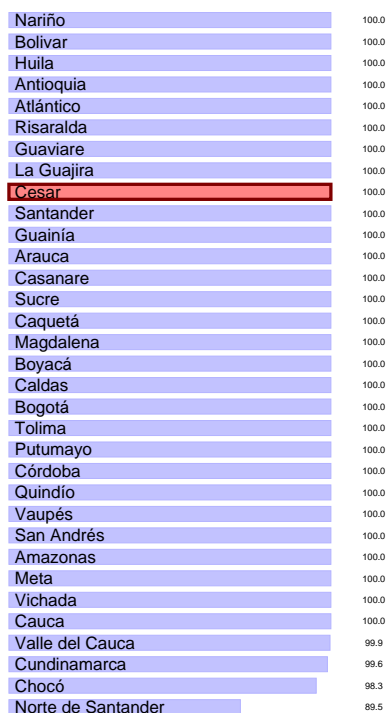 Nariño 100.0
Bolivar 100.0
Huila 100.0
Antioquia 100.0
Atlántico 100.0
Risaralda 100.0
Guaviare 100.0
La Guajira 100.0
Cesar 100.0
Santander 100.0
Guainía 100.0
Arauca 100.0
Casanare 100.0
Sucre 100.0
Caquetá 100.0
Magdalena 100.0
Boyacá 100.0
Caldas 100.0
Bogotá 100.0
Tolima 100.0
Putumayo 100.0
Córdoba 100.0
Quindío 100.0
Vaupés 100.0
San Andrés 100.0
Amazonas 100.0
Meta 100.0
Vichada 100.0
Cauca 100.0
Valle del Cauca 99.9
Cundinamarca 99.6
Chocó 98.3
Norte de Santander 89.5